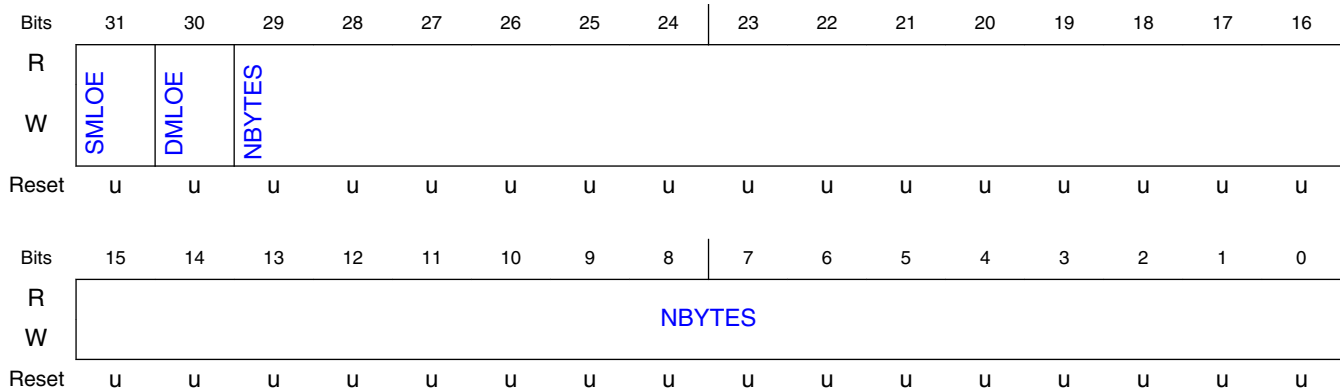 Bits 31 30 29 28 27 26 25 24 23 22 21 20 19 18 17 16
R
SMLOE DMLOE NBYTES
W
Reset u u u u u u u u u u u u u u u u
Bits 15 14 13 12 11 10 9 8 7 6 5 4 3 2 1 0
R
NBYTES
W
Reset u u u u u u u u u u u u u u u u